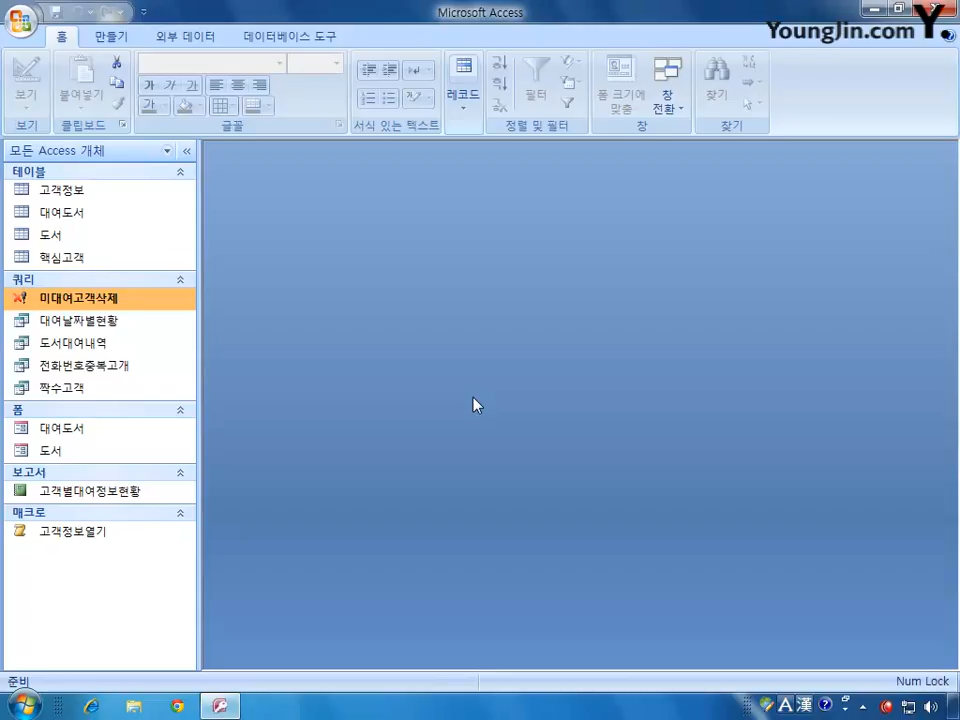 Microsoft Access
YoungJin.com Y.
홈 만들기 외부 데이터 데이터베이스 도구
보기 붙여넣기 가 가 가 가 레코드 필터 폼 크기에 맞춤 창 전환 찾기
보기 클립보드 글꼴 서식 있는 텍스트 정렬 및 필터 창 찾기
모든 Access 개체
테이블
고객정보
대여도서
도서
핵심고객
쿼리
미대여고객삭제
대여날짜별현황
도서대여내역
전화번호중복고개
짝수고객
폼
대여도서
도서
보고서
고객별대여정보현황
매크로
고객정보열기
준비
Num Lock
A 漢